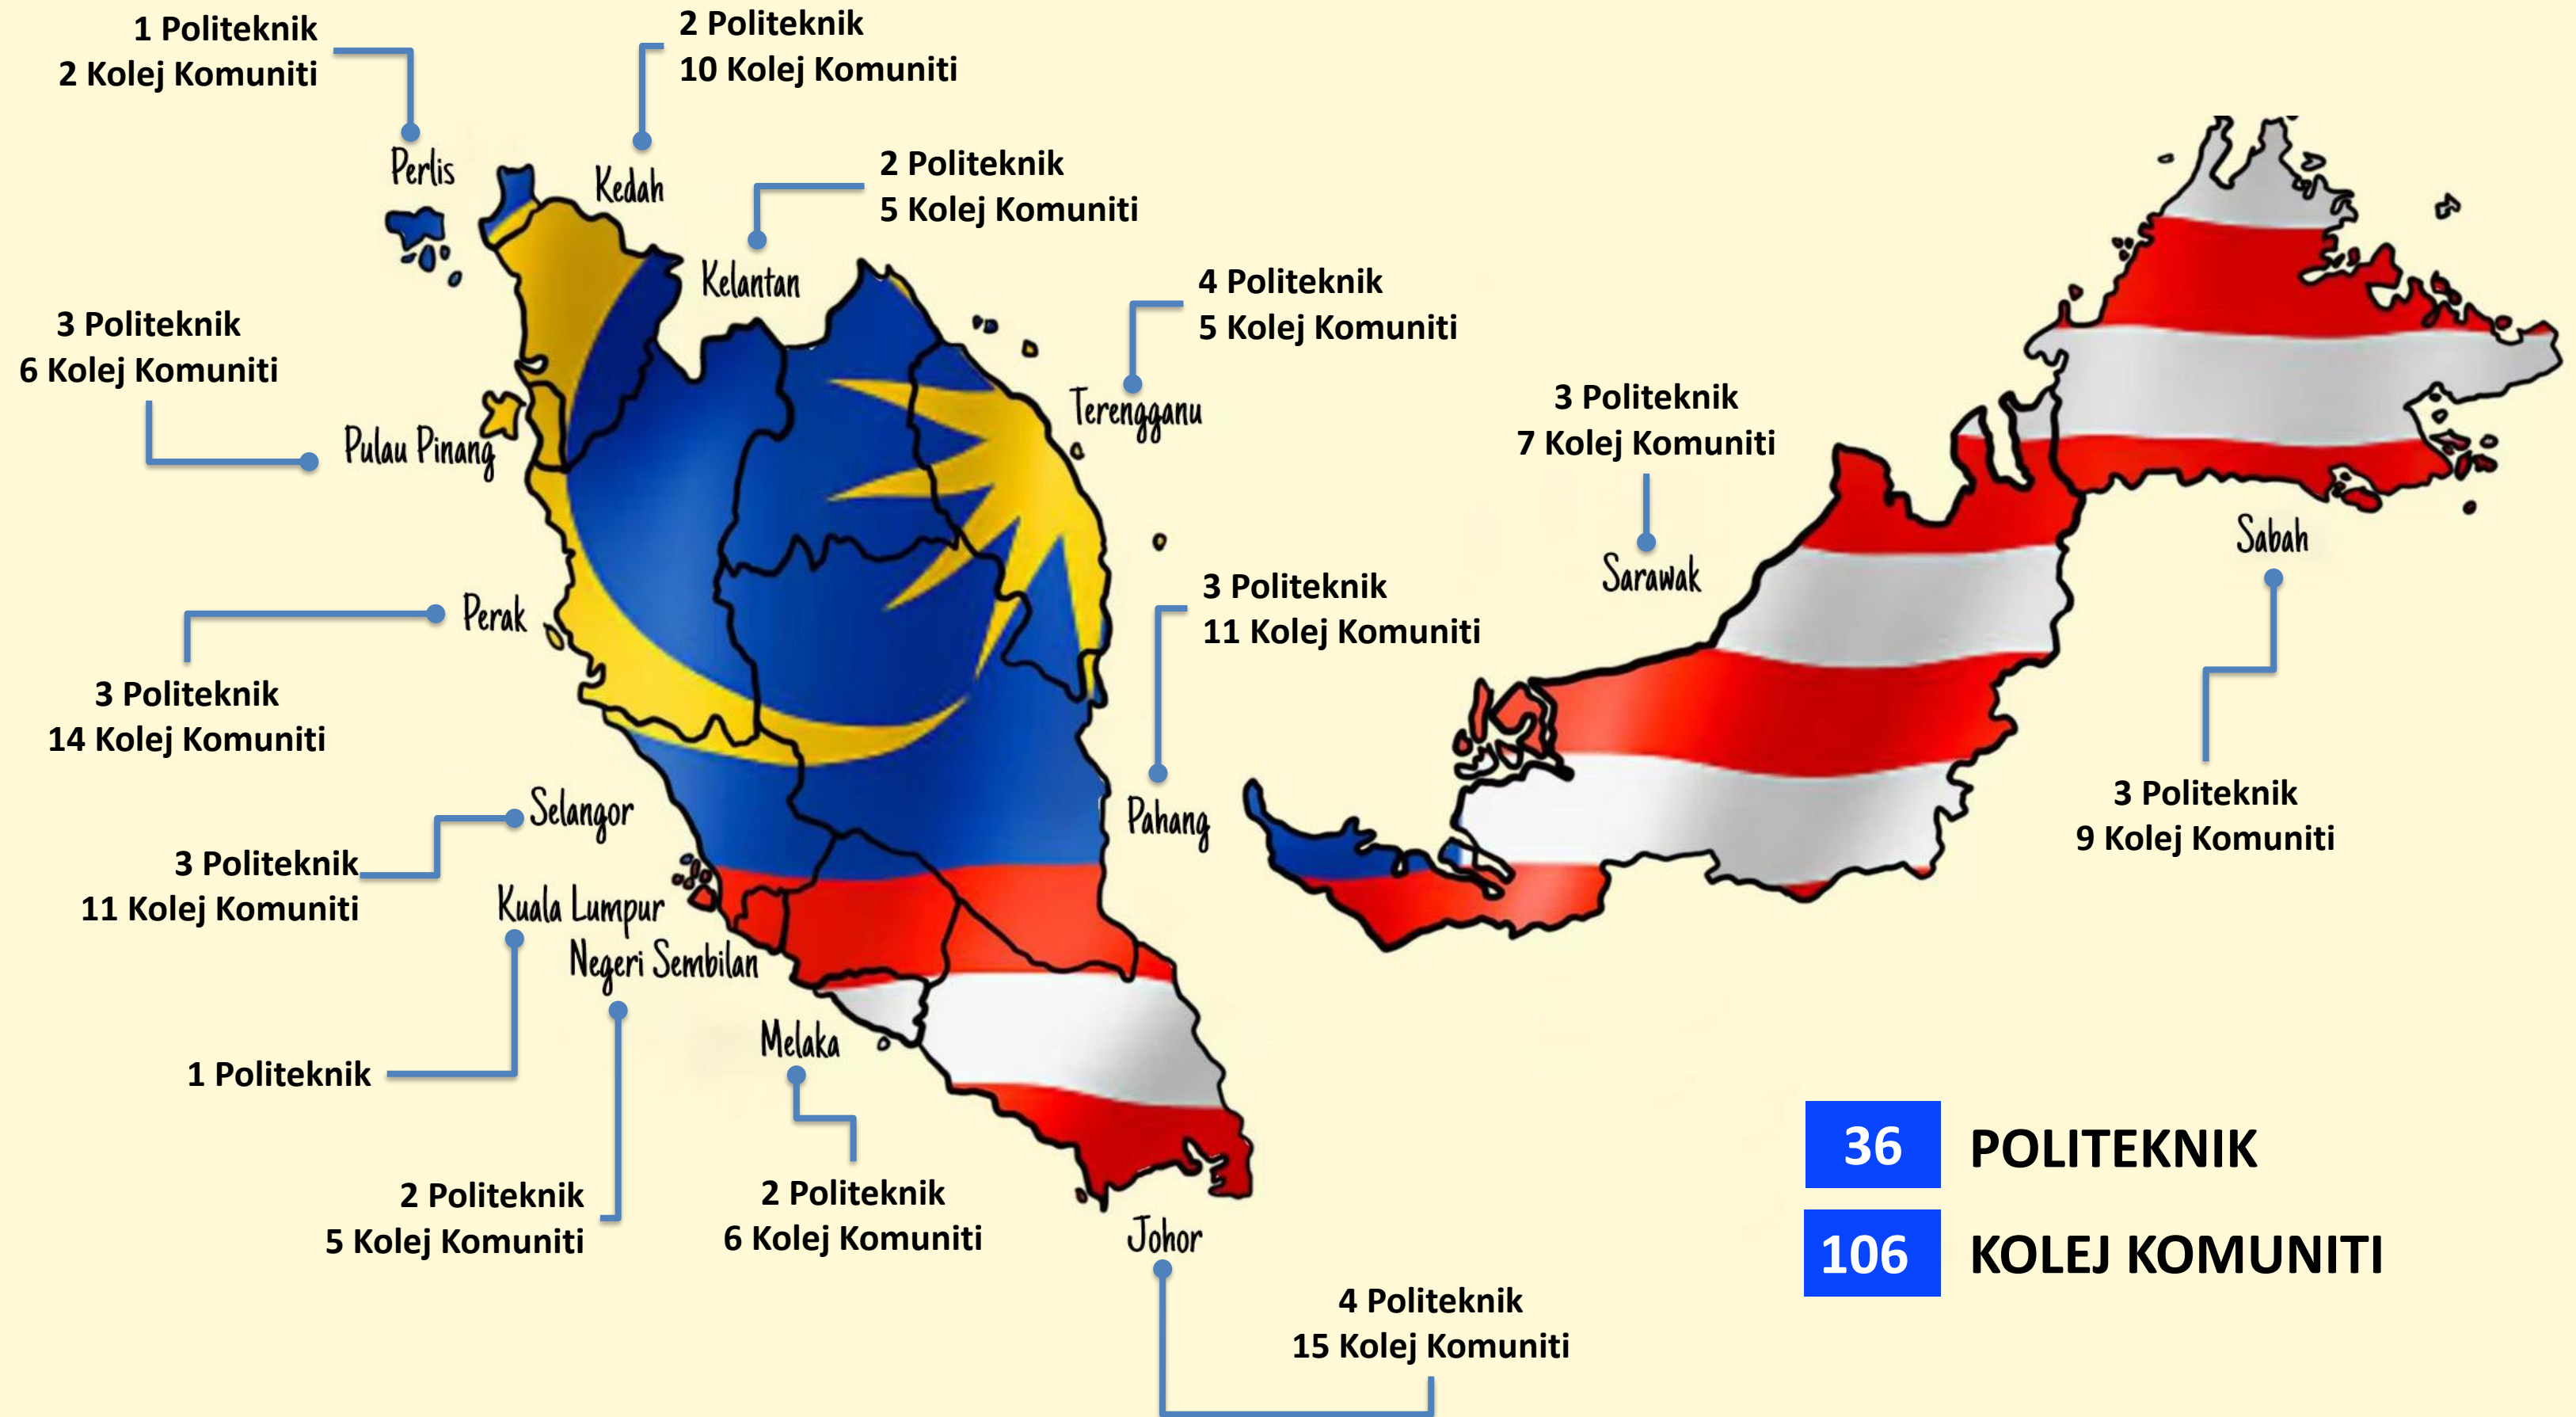 1 Politeknik
2 Kolej Komuniti
Perlis
2 Politeknik
10 Kolej Komuniti
Kedah
2 Politeknik
5 Kolej Komuniti
Kelantan
4 Politeknik
5 Kolej Komuniti
Terengganu
3 Politeknik
6 Kolej Komuniti
Pulau Pinang
3 Politeknik
7 Kolej Komuniti
Sarawak
Sabah
3 Politeknik
9 Kolej Komuniti
3 Politeknik
11 Kolej Komuniti
Pahang
Perak
3 Politeknik
14 Kolej Komuniti
Selangor
3 Politeknik
11 Kolej Komuniti
Kuala Lumpur
1 Politeknik
Negeri Sembilan
2 Politeknik
5 Kolej Komuniti
Melaka
2 Politeknik
6 Kolej Komuniti
Johor
4 Politeknik
15 Kolej Komuniti
36 POLITEKNIK
106 KOLEJ KOMUNITI